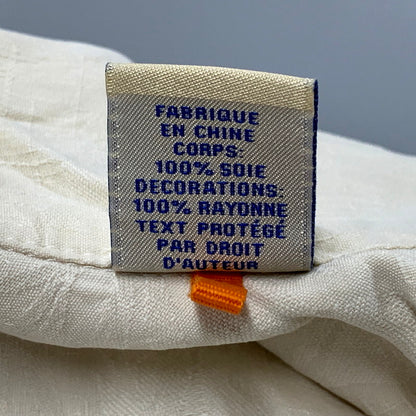 FABRIQUE
EN CHINE
CORPS:
100% SOIE
DECORATIONS:
100% RAYONNE
TEXT PROTÉGÉ
PAR DROIT
D'AUTEUR